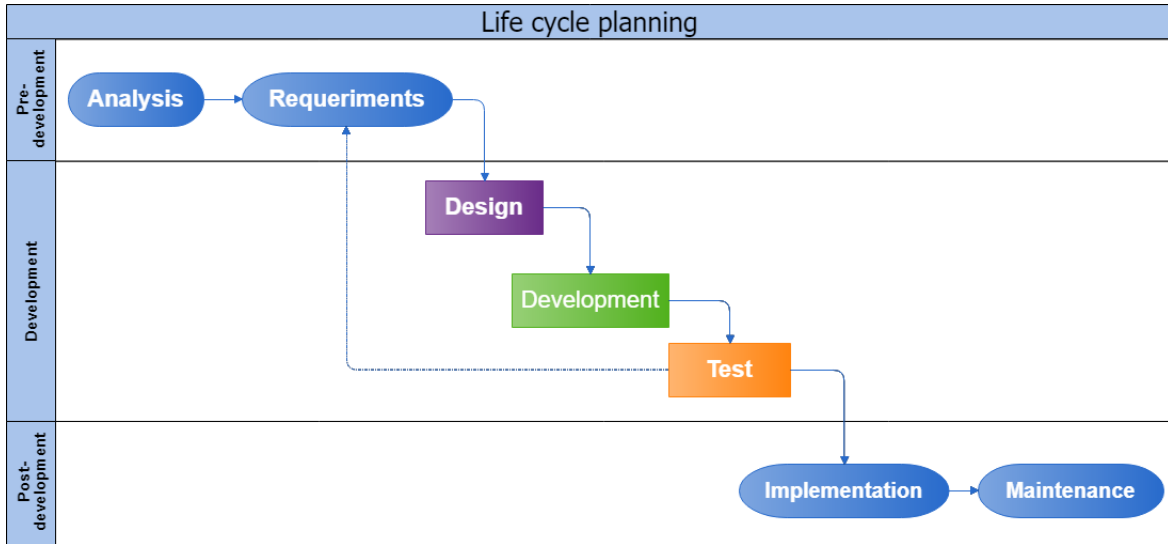 Life cycle planning
Pre-
development
Analysis
Requeriments
Development
Design
Development
Test
Post-
development
Implementation
Maintenance